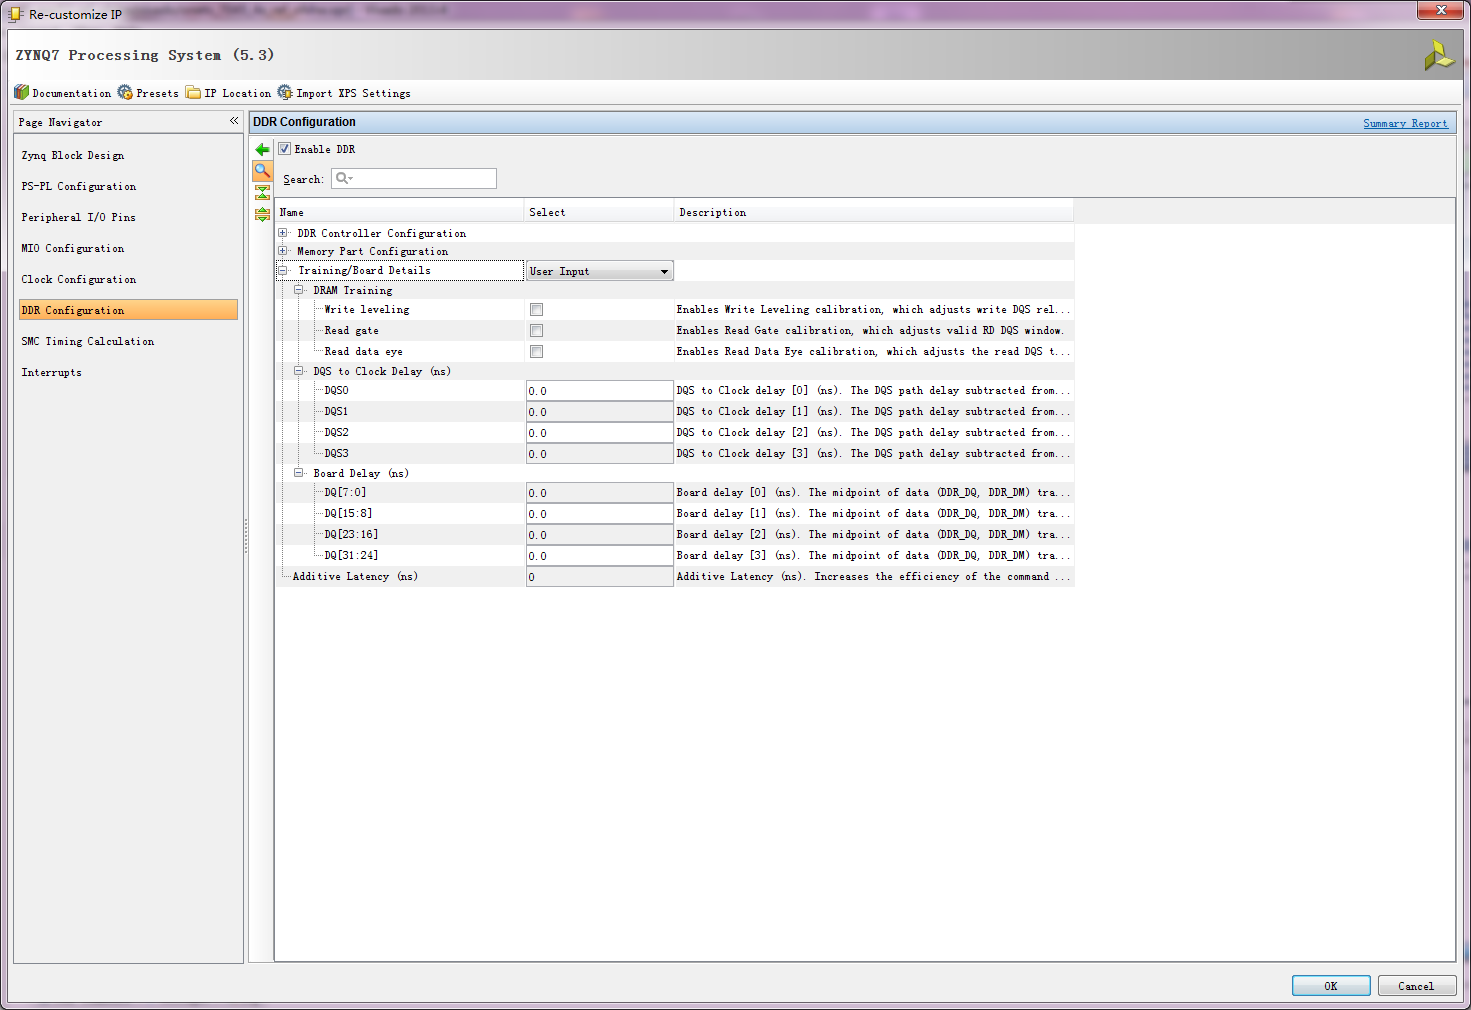 Re-customize IP
ZYNQ7 Processing System (5.3)
Documentation Presets IP Location Import XPS Settings
Page Navigator «
Zynq Block Design
PS-PL Configuration
Peripheral I/O Pins
MIO Configuration
Clock Configuration
DDR Configuration
SMC Timing Calculation
Interrupts
DDR Configuration Summary Report
Enable DDR
Search:
Name Select Description
DDR Controller Configuration
Memory Part Configuration
Training/Board Details User Input
DRAM Training
Write leveling Enables Write Leveling calibration, which adjusts write DQS rel...
Read gate Enables Read Gate calibration, which adjusts valid RD DQS window.
Read data eye Enables Read Data Eye calibration, which adjusts the read DQS t...
DQS to Clock Delay (ns)
DQS0 0.0 DQS to Clock delay [0] (ns). The DQS path delay subtracted from...
DQS1 0.0 DQS to Clock delay [1] (ns). The DQS path delay subtracted from...
DQS2 0.0 DQS to Clock delay [2] (ns). The DQS path delay subtracted from...
DQS3 0.0 DQS to Clock delay [3] (ns). The DQS path delay subtracted from...
Board Delay (ns)
DQ[7:0] 0.0 Board delay [0] (ns). The midpoint of data (DDR_DQ, DDR_DM) tra...
DQ[15:8] 0.0 Board delay [1] (ns). The midpoint of data (DDR_DQ, DDR_DM) tra...
DQ[23:16] 0.0 Board delay [2] (ns). The midpoint of data (DDR_DQ, DDR_DM) tra...
DQ[31:24] 0.0 Board delay [3] (ns). The midpoint of data (DDR_DQ, DDR_DM) tra...
Additive Latency (ns) 0 Additive Latency (ns). Increases the efficiency of the command ...
OK Cancel